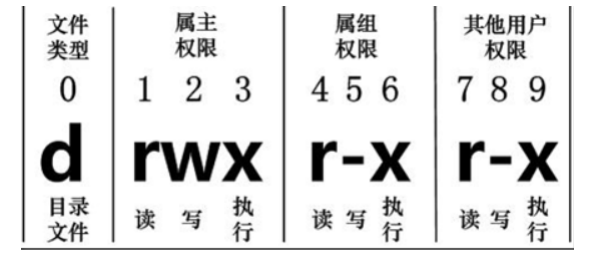 文件 属主 属组 其他用户
类型 权限 权限 权限
0 1 2 3 4 5 6 7 8 9
d rwx r-x r-x
目录 读 写 执 读 写 执 读 写 执
文件 行 行 行